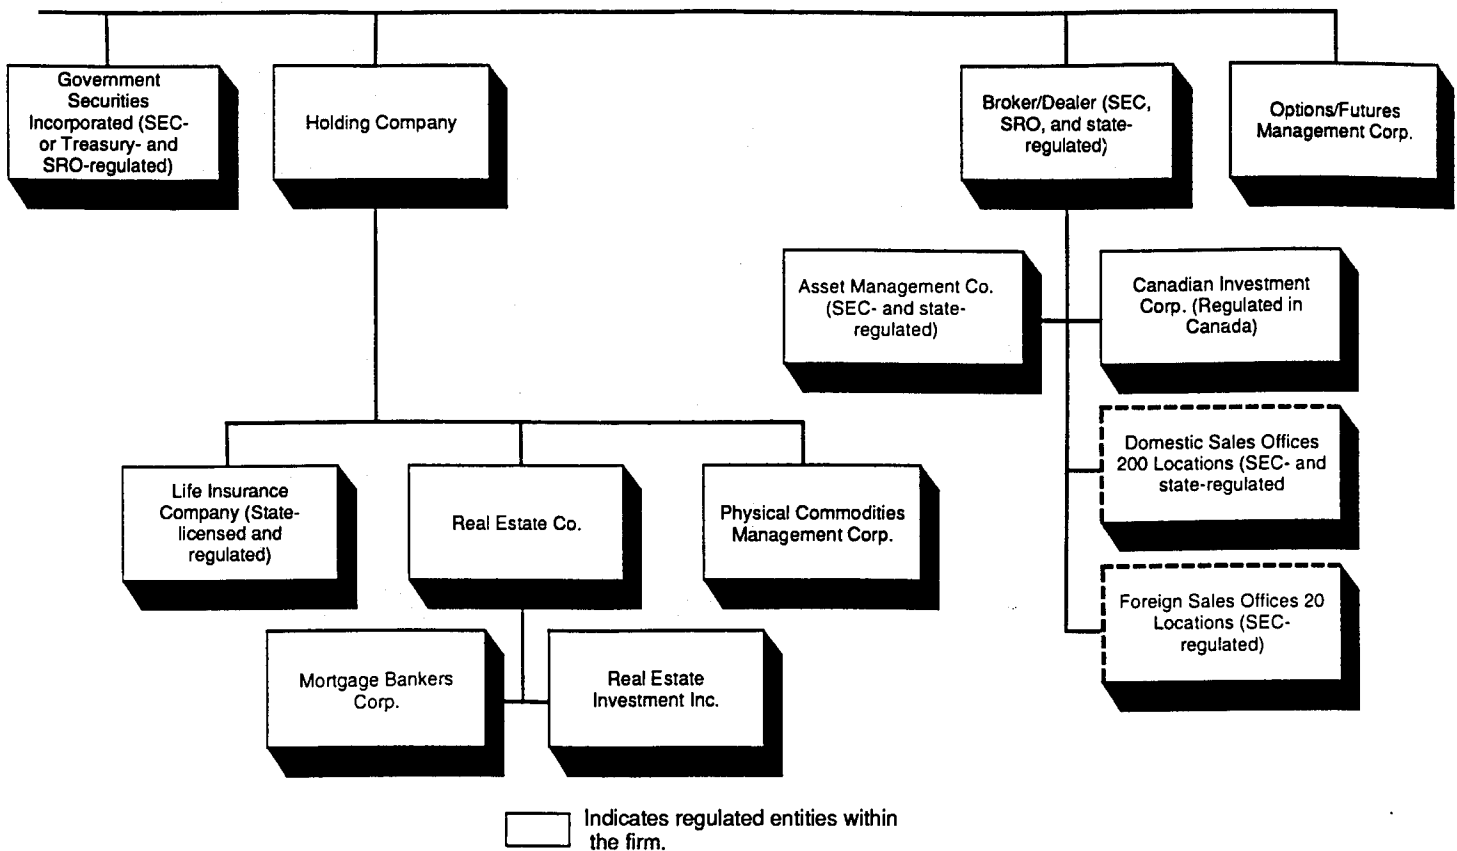 Government
Securities
Incorporated (SEC-
or Treasury- and
SRO-regulated)
Holding Company
Broker/Dealer (SEC,
SRO, and state-
regulated)
Options/Futures
Management Corp.
Asset Management Co.
(SEC- and state-
regulated)
Canadian Investment
Corp. (Regulated in
Canada)
Domestic Sales Offices
200 Locations (SEC- and
state-regulated
Life Insurance
Company (State-
licensed and
regulated)
Real Estate Co.
Physical Commodities
Management Corp.
Foreign Sales Offices 20
Locations (SEC-
regulated)
Mortgage Bankers
Corp.
Real Estate
Investment Inc.
Indicates regulated entities within
the firm.